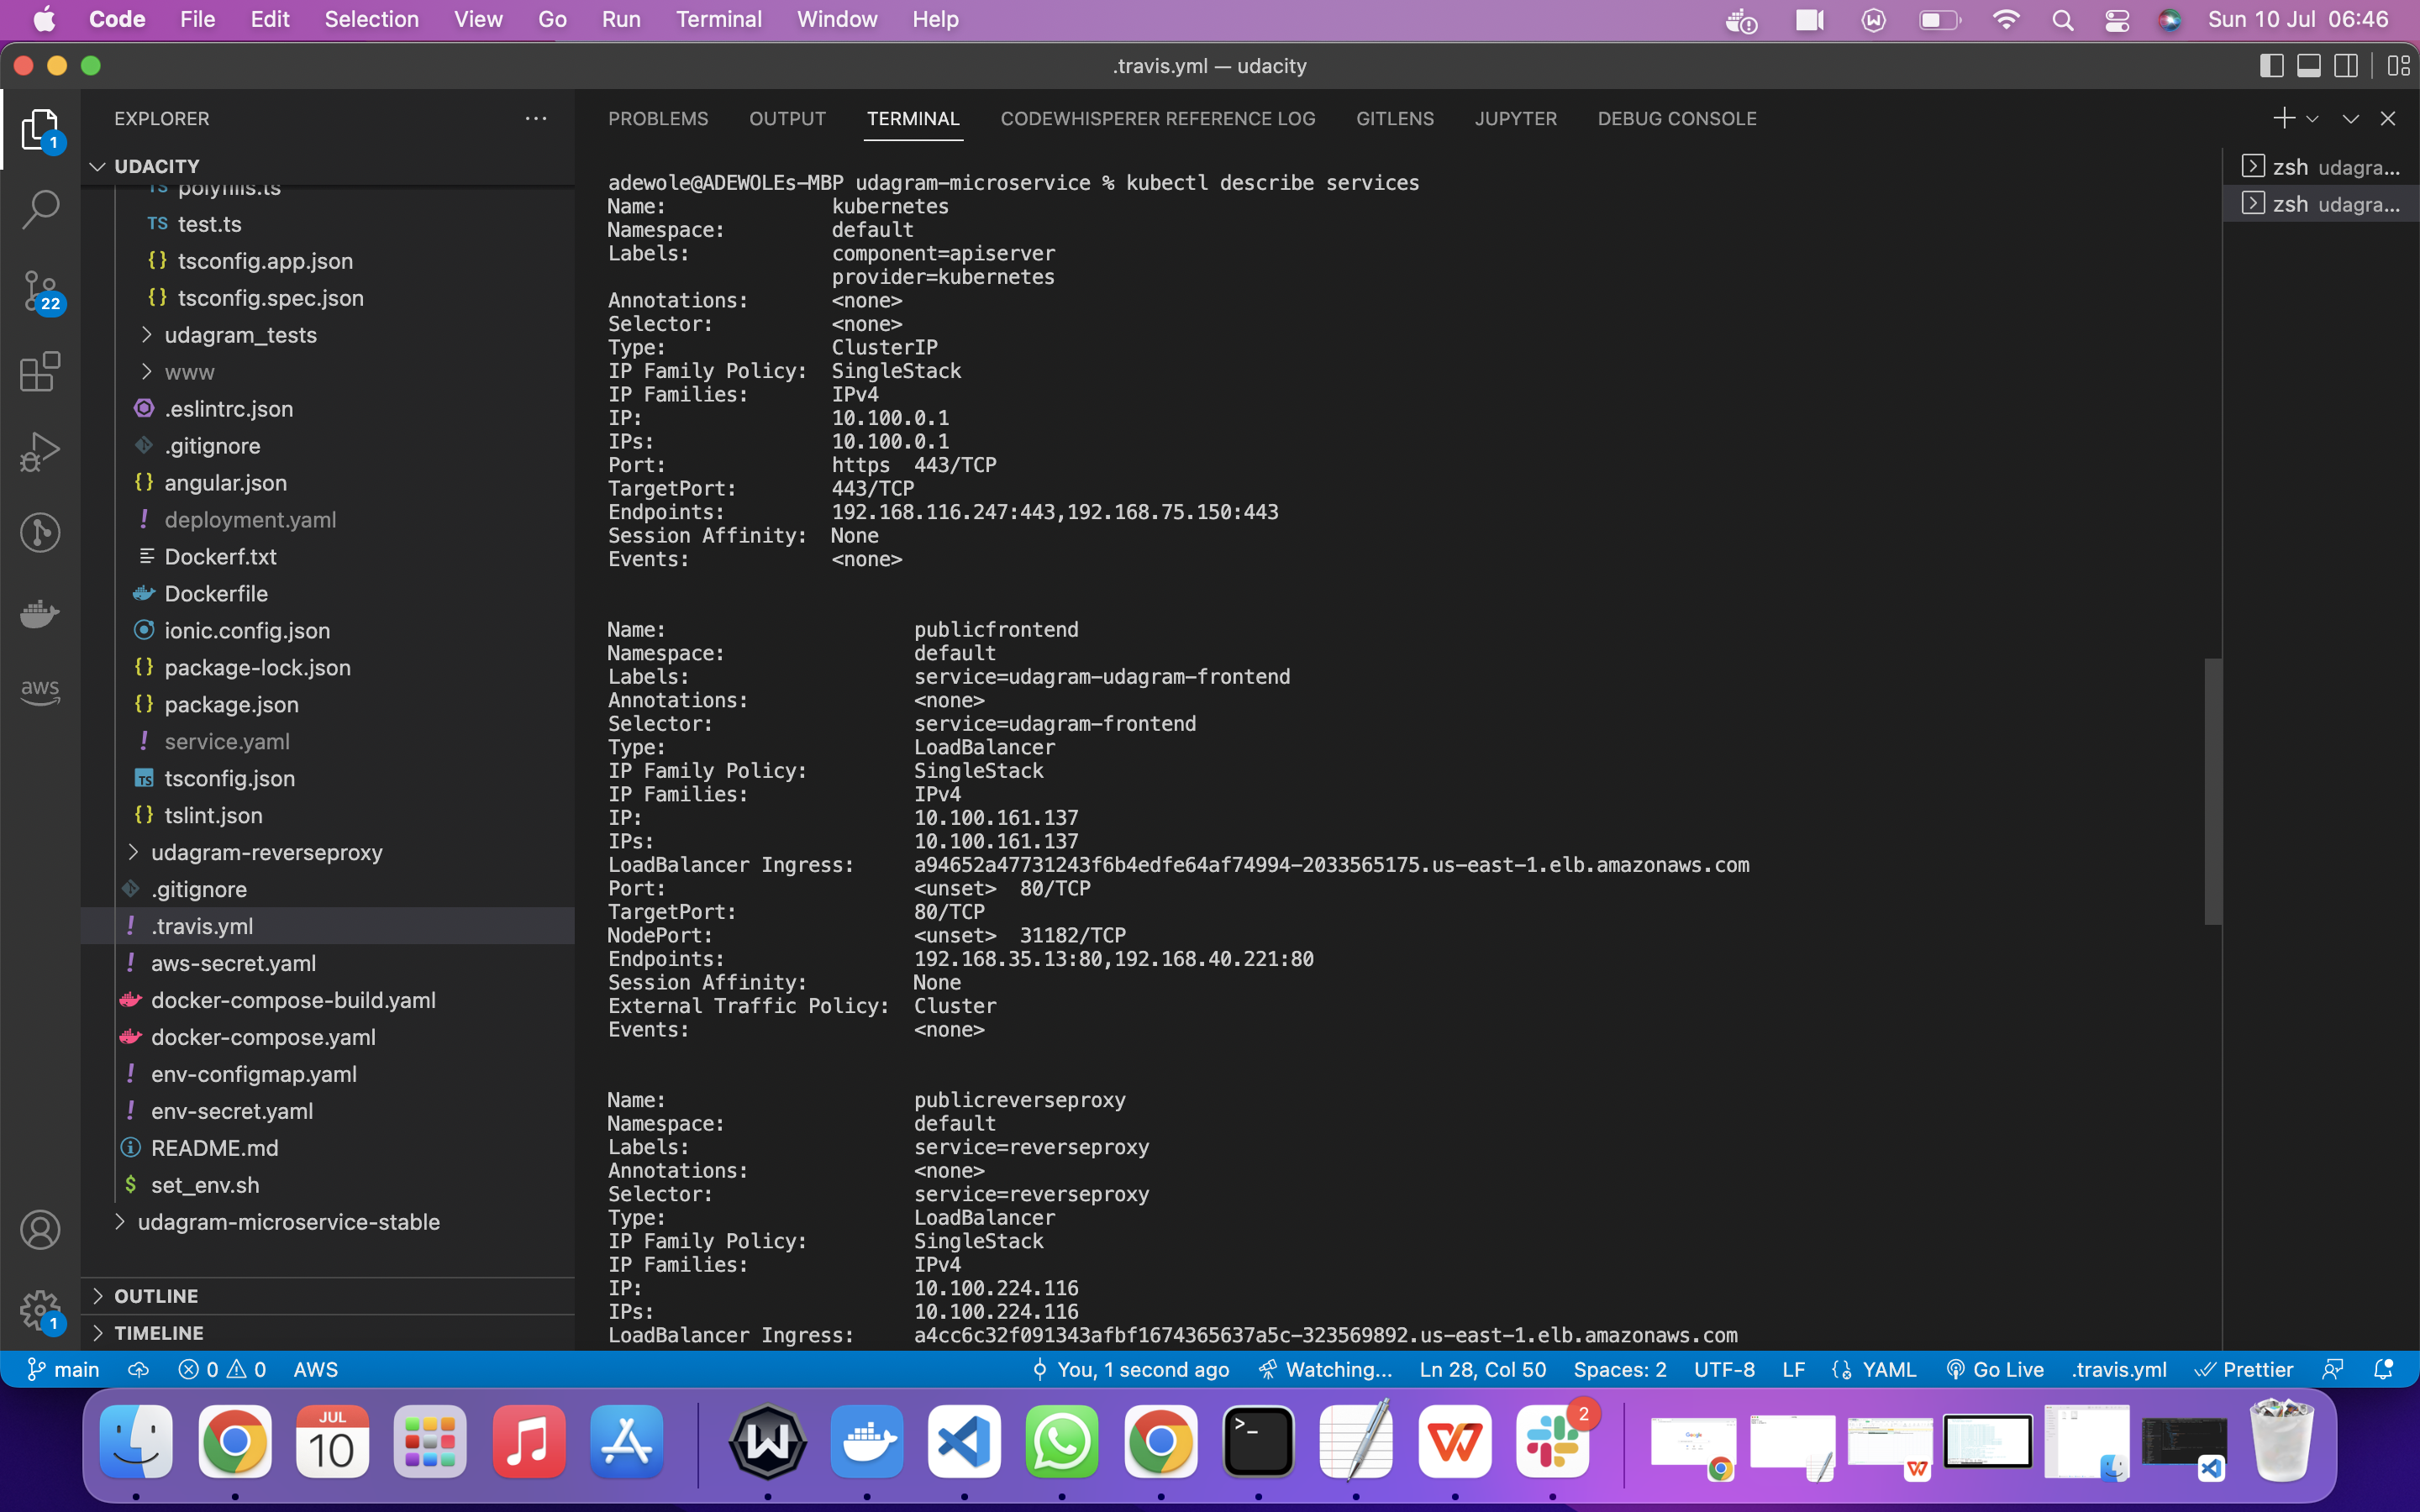 Code File Edit Selection View Go Run Terminal Window Help Sun 10 Jul 06:46
.travis.yml — udacity
EXPLORER
UDACITY
TS polyfills.ts
TS test.ts
{} tsconfig.app.json
{} tsconfig.spec.json
udagram_tests
www
.eslintrc.json
.gitignore
{} angular.json
! deployment.yaml
Dockerf.txt
Dockerfile
ionic.config.json
{} package-lock.json
{} package.json
! service.yaml
TS tsconfig.json
{} tslint.json
udagram-reverseproxy
.gitignore
! .travis.yml
! aws-secret.yaml
docker-compose-build.yaml
docker-compose.yaml
! env-configmap.yaml
! env-secret.yaml
README.md
$ set_env.sh
udagram-microservice-stable
OUTLINE
TIMELINE
1
22
aws
1
PROBLEMS OUTPUT TERMINAL CODEWHISPERER REFERENCE LOG GITLENS JUPYTER DEBUG CONSOLE
adewole@ADEWOLEs-MBP udagram-microservice % kubectl describe services
Name: kubernetes
Namespace: default
Labels: component=apiserver
provider=kubernetes
Annotations: <none>
Selector: <none>
Type: ClusterIP
IP Family Policy: SingleStack
IP Families: IPv4
IP: 10.100.0.1
IPs: 10.100.0.1
Port: https 443/TCP
TargetPort: 443/TCP
Endpoints: 192.168.116.247:443,192.168.75.150:443
Session Affinity: None
Events: <none>
Name: publicfrontend
Namespace: default
Labels: service=udagram-udagram-frontend
Annotations: <none>
Selector: service=udagram-frontend
Type: LoadBalancer
IP Family Policy: SingleStack
IP Families: IPv4
IP: 10.100.161.137
IPs: 10.100.161.137
LoadBalancer Ingress: a94652a47731243f6b4edfe64af74994-2033565175.us-east-1.elb.amazonaws.com
Port: <unset> 80/TCP
TargetPort: 80/TCP
NodePort: <unset> 31182/TCP
Endpoints: 192.168.35.13:80,192.168.40.221:80
Session Affinity: None
External Traffic Policy: Cluster
Events: <none>
Name: publicreverseproxy
Namespace: default
Labels: service=reverseproxy
Annotations: <none>
Selector: service=reverseproxy
Type: LoadBalancer
IP Family Policy: SingleStack
IP Families: IPv4
IP: 10.100.224.116
IPs: 10.100.224.116
LoadBalancer Ingress: a4cc6c32f091343afbf1674365637a5c-323569892.us-east-1.elb.amazonaws.com
zsh udagra...
zsh udagra...
main 0 0 AWS You, 1 second ago Watching... Ln 28, Col 50 Spaces: 2 UTF-8 LF YAML Go Live .travis.yml Prettier
JUL
10
2